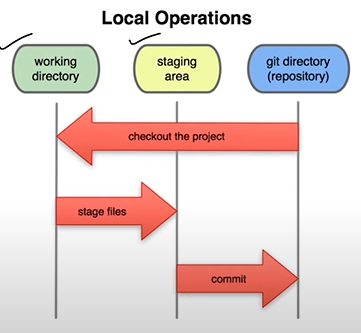 Local Operations
working
directory
staging
area
git directory
(repository)
checkout the project
stage files
commit